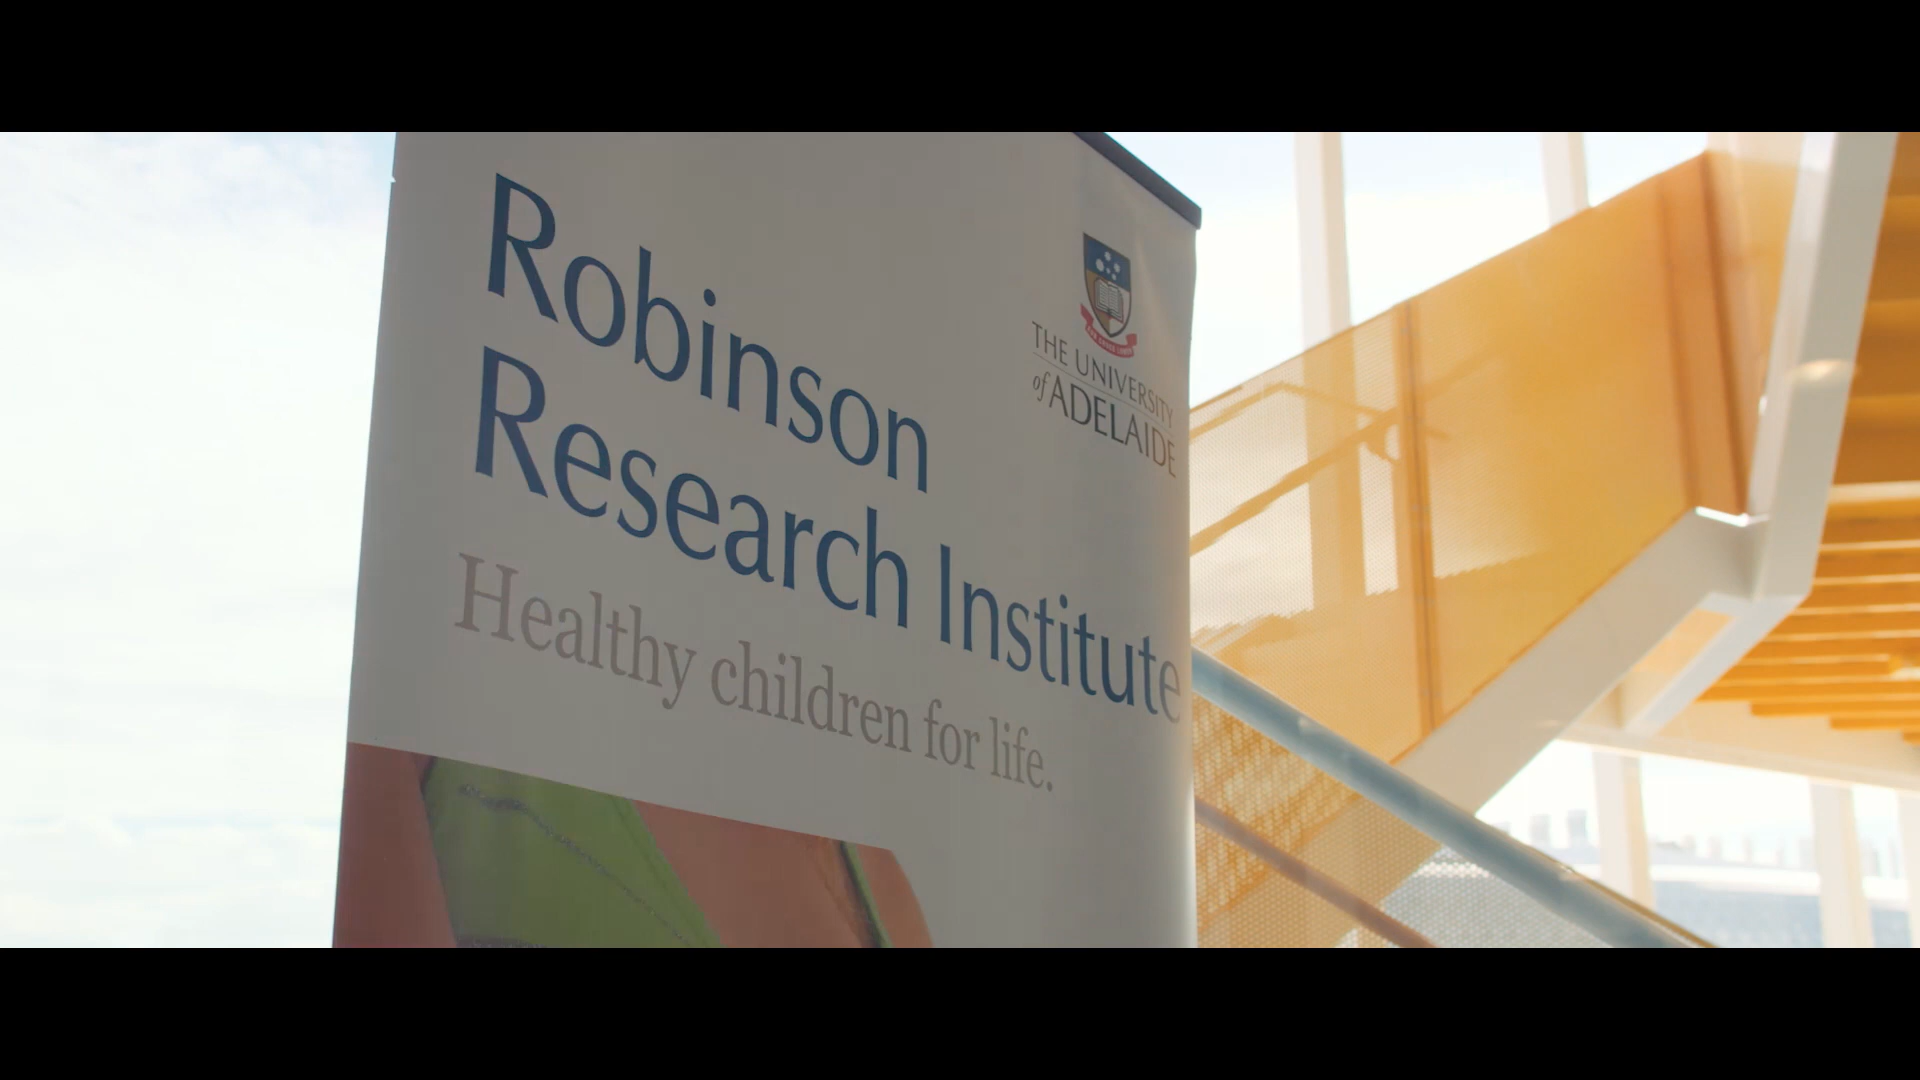 Robinson
Research Institute
Healthy children for life.
THE UNIVERSITY
of ADELAIDE